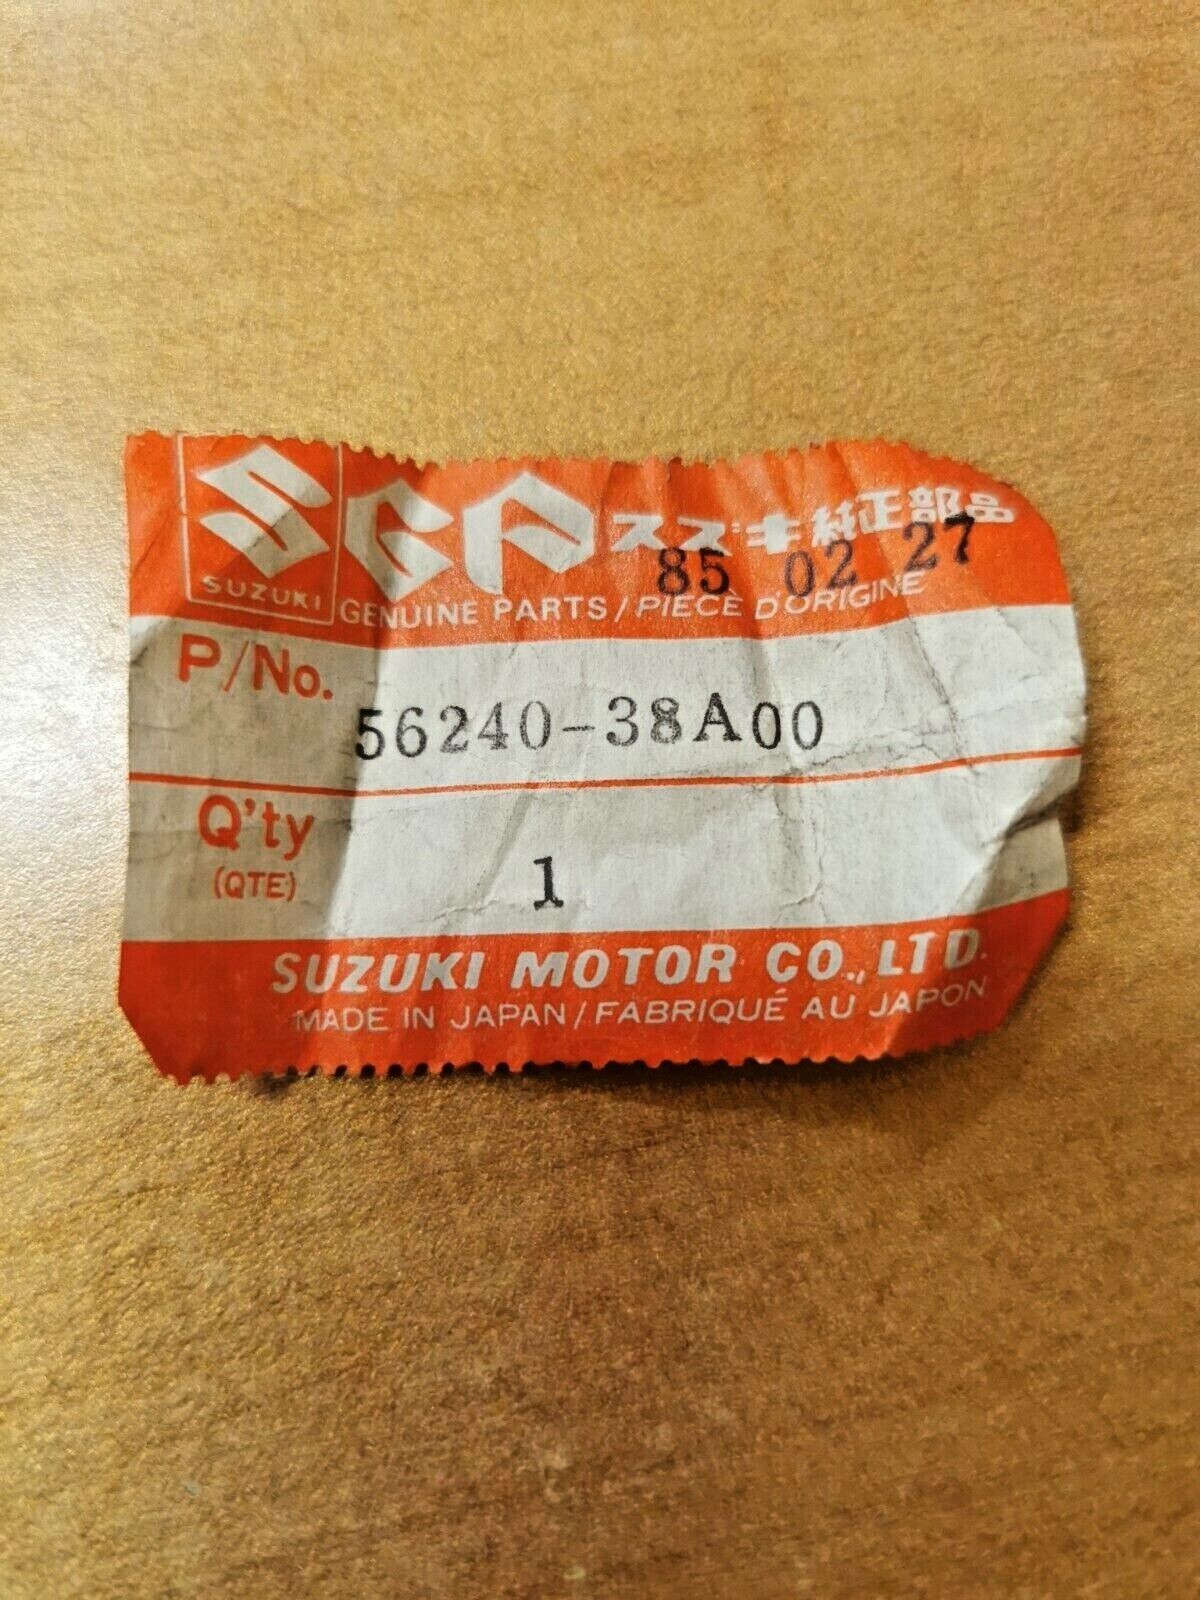 SUZUKI
SGP スズキ純正部品
85 02 27
GENUINE PARTS/PIÈCE D'ORIGINE
P/No.
56240-38A00
Q'ty
(QTE)
1
SUZUKI MOTOR CO., LTD.
MADE IN JAPAN/FABRIQUÉ AU JAPON